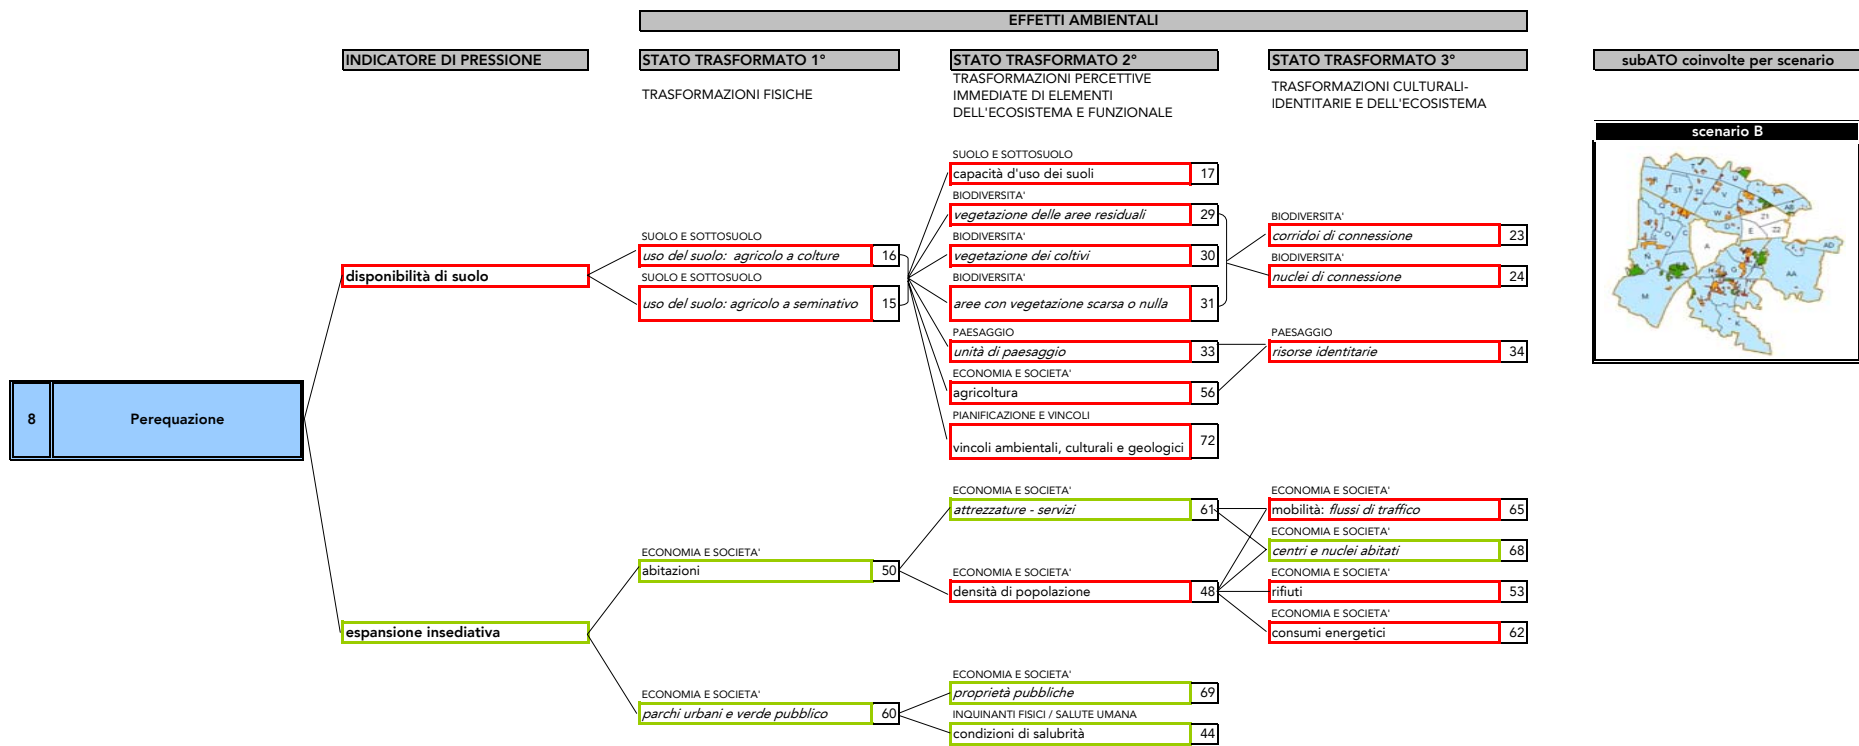 EFFETTI AMBIENTALI
INDICATORE DI PRESSIONE
STATO TRASFORMATO 1°
STATO TRASFORMATO 2°
STATO TRASFORMATO 3°
subATO coinvolte per scenario
TRASFORMAZIONI FISICHE
TRASFORMAZIONI PERCETTIVE
IMMEDIATE DI ELEMENTI
DELL'ECOSISTEMA E FUNZIONALE
TRASFORMAZIONI CULTURALI-
IDENTITARIE E DELL'ECOSISTEMA
scenario B
8 Perequazione
disponibilità di suolo
espansione insediativa
SUOLO E SOTTOSUOLO
uso del suolo: agricolo a colture 16
SUOLO E SOTTOSUOLO
uso del suolo: agricolo a seminativo 15
ECONOMIA E SOCIETA'
abitazioni 50
ECONOMIA E SOCIETA'
parchi urbani e verde pubblico 60
SUOLO E SOTTOSUOLO
capacità d'uso dei suoli 17
BIODIVERSITA'
vegetazione delle aree residuali 29
BIODIVERSITA'
vegetazione dei coltivi 30
BIODIVERSITA'
aree con vegetazione scarsa o nulla 31
PAESAGGIO
unità di paesaggio 33
ECONOMIA E SOCIETA'
agricoltura 56
PIANIFICAZIONE E VINCOLI
vincoli ambientali, culturali e geologici 72
ECONOMIA E SOCIETA'
attrezzature - servizi 61
ECONOMIA E SOCIETA'
densità di popolazione 48
ECONOMIA E SOCIETA'
proprietà pubbliche 69
INQUINANTI FISICI / SALUTE UMANA
condizioni di salubrità 44
BIODIVERSITA'
corridoi di connessione 23
BIODIVERSITA'
nuclei di connessione 24
PAESAGGIO
risorse identitarie 34
ECONOMIA E SOCIETA'
mobilità: flussi di traffico 65
ECONOMIA E SOCIETA'
centri e nuclei abitati 68
ECONOMIA E SOCIETA'
rifiuti 53
ECONOMIA E SOCIETA'
consumi energetici 62
S1
S2
V
W
C
A
E
AD
AA
M
K